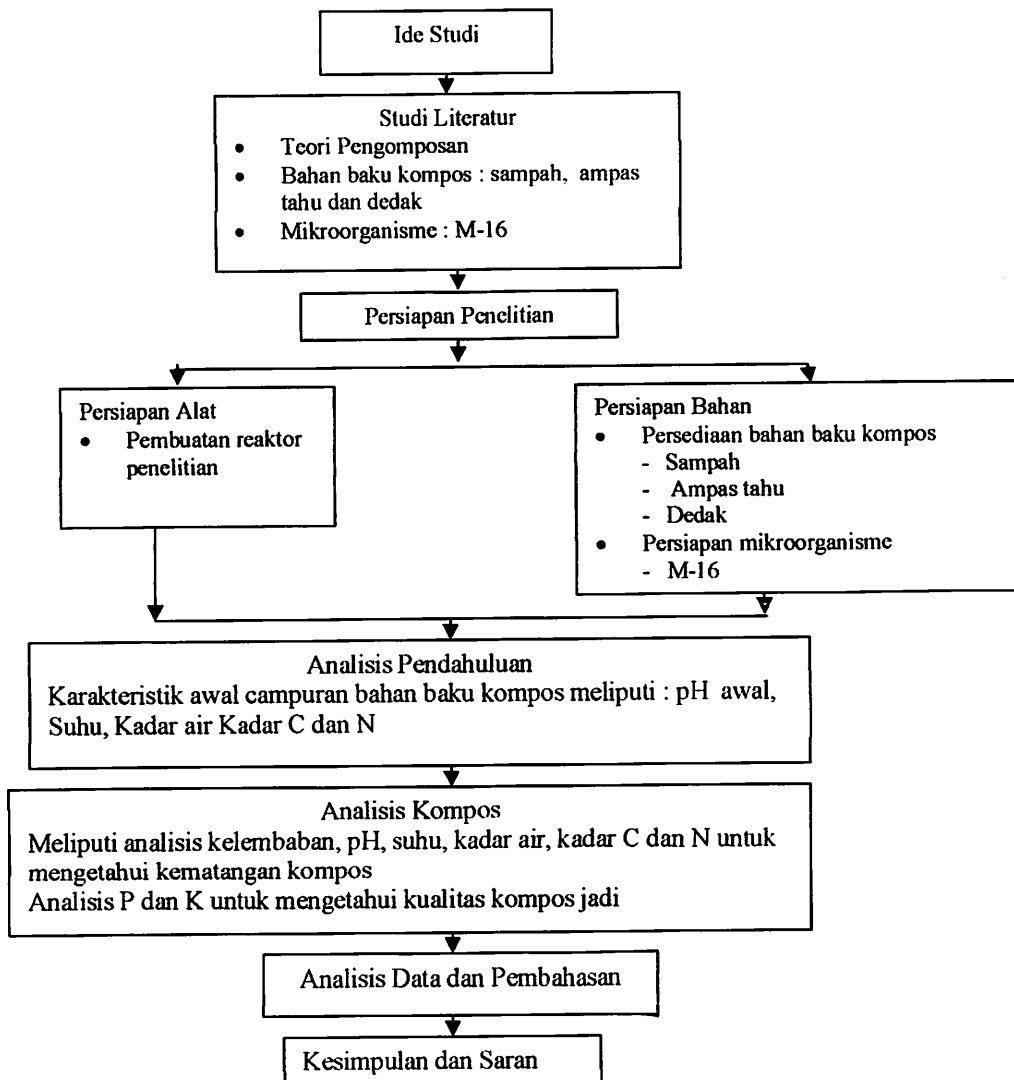 Ide Studi
Studi Literatur
• Teori Pengomposan
• Bahan baku kompos : sampah, ampas
tahu dan dedak
• Mikroorganisme : M-16
Persiapan Penelitian
Persiapan Alat
• Pembuatan reaktor
penelitian
Persiapan Bahan
• Persediaan bahan baku kompos
- Sampah
- Ampas tahu
- Dedak
• Persiapan mikroorganisme
- M-16
Analisis Pendahuluan
Karakteristik awal campuran bahan baku kompos meliputi : pH awal,
Suhu, Kadar air Kadar C dan N
Analisis Kompos
Meliputi analisis kelembaban, pH, suhu, kadar air, kadar C dan N untuk
mengetahui kematangan kompos
Analisis P dan K untuk mengetahui kualitas kompos jadi
Analisis Data dan Pembahasan
Kesimpulan dan Saran